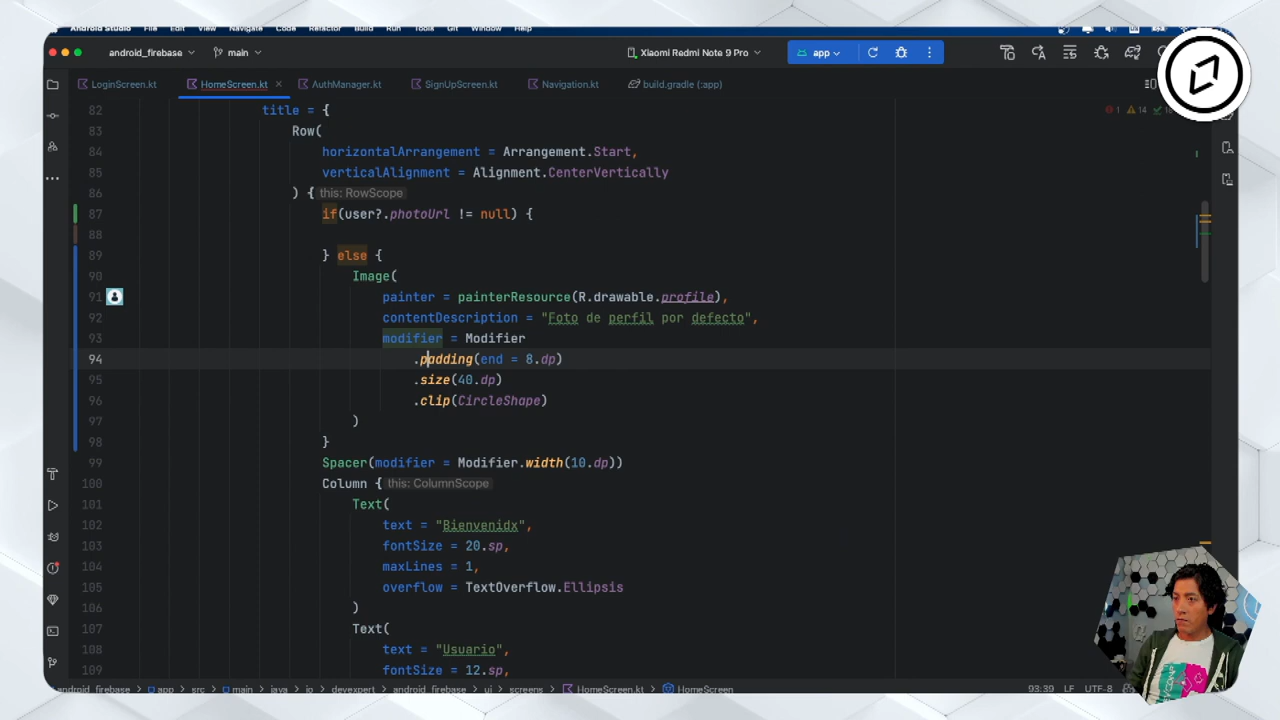 Android Studio File Edit View Navigate Code Refactor Build Run Tools Git Window Help
android_firebase main Xiaomi Redmi Note 9 Pro app
LoginScreen.kt HomeScreen.kt AuthManager.kt SignUpScreen.kt Navigation.kt build.gradle (:app)
82 title = {
83 Row(
84 horizontalArrangement = Arrangement.Start,
85 verticalAlignment = Alignment.CenterVertically
86 ) { this: RowScope
87 if(user?.photoUrl != null) {
88
89 } else {
90 Image(
91 painter = painterResource(R.drawable.profile),
92 contentDescription = "Foto de perfil por defecto",
93 modifier = Modifier
94 .padding(end = 8.dp)
95 .size(40.dp)
96 .clip(CircleShape)
97 )
98 }
99 Spacer(modifier = Modifier.width(10.dp))
100 Column { this: ColumnScope
101 Text(
102 text = "Bienvenidx",
103 fontSize = 20.sp,
104 maxLines = 1,
105 overflow = TextOverflow.Ellipsis
106 )
107 Text(
108 text = "Usuario",
109 fontSize = 12.sp,
1 14
android_firebase app src main java io devexpert android_firebase ui screens HomeScreen.kt HomeScreen 93:39 LF UTF-8